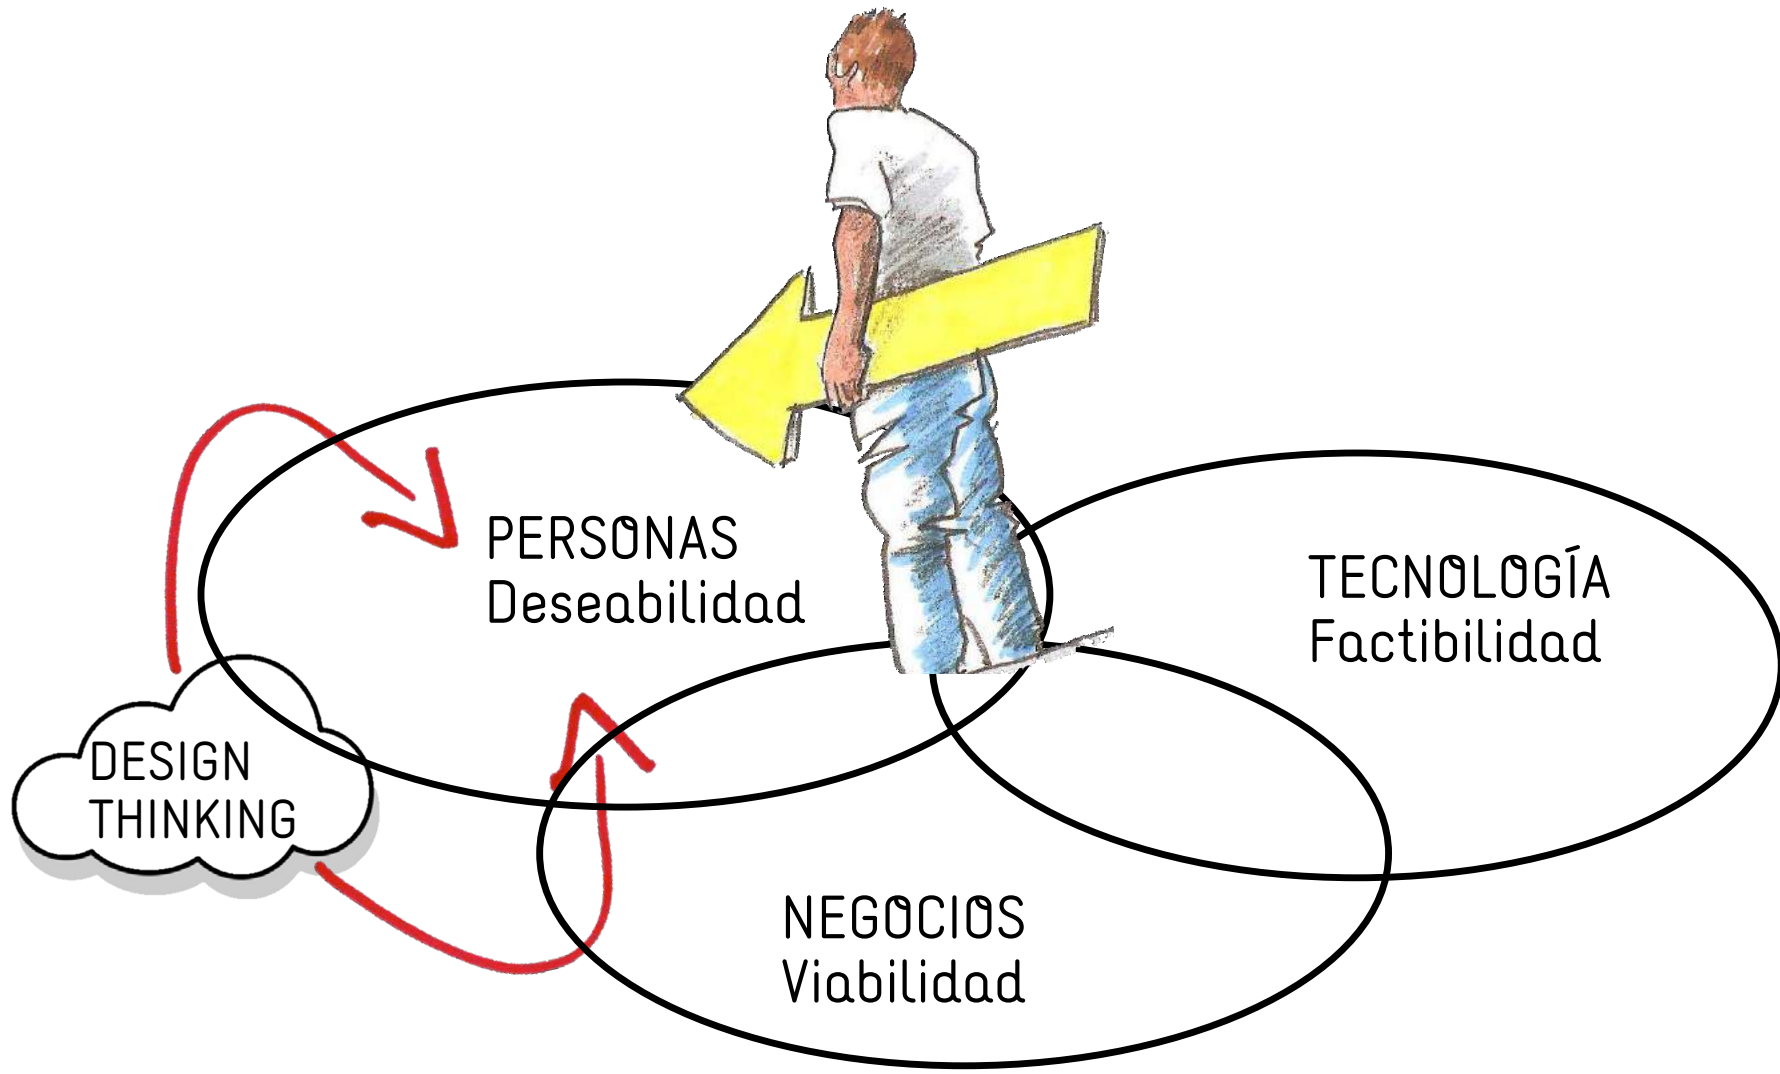 PERSONAS
Deseabilidad
TECNOLOGÍA
Factibilidad
DESIGN
THINKING
NEGOCIOS
Viabilidad